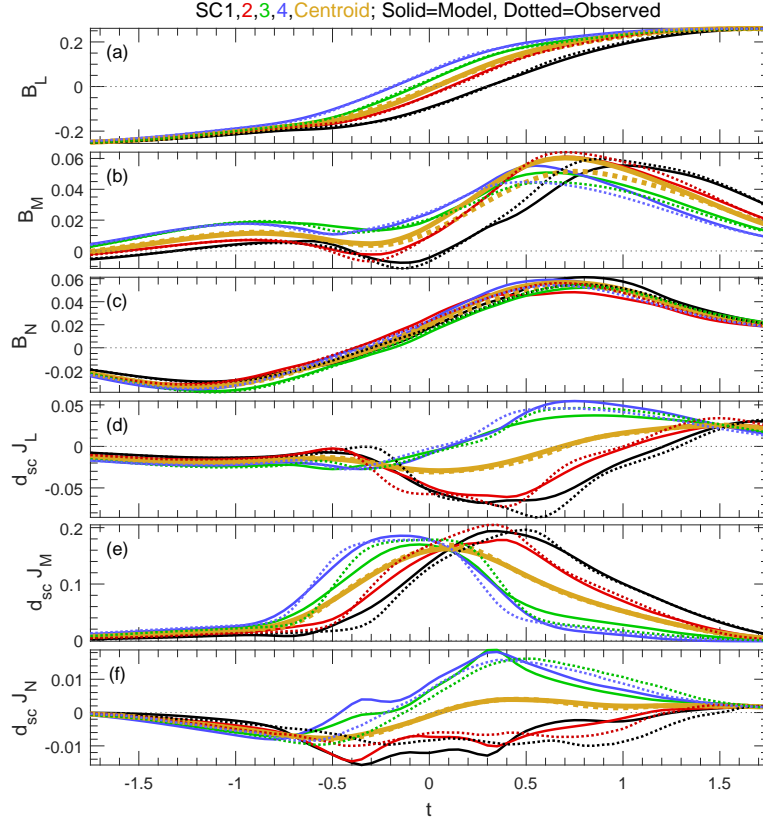 SC1,2,3,4,Centroid; Solid=Model, Dotted=Observed
(a)
B_L
0.2
0
-0.2
(b)
B_M
0.06
0.04
0.02
0
(c)
B_N
0.06
0.04
0.02
0
-0.02
(d)
d_sc J_L
0.05
0
-0.05
(e)
d_sc J_M
0.2
0.1
0
(f)
d_sc J_N
0.01
0
-0.01
-1.5 -1 -0.5 0 0.5 1 1.5
t